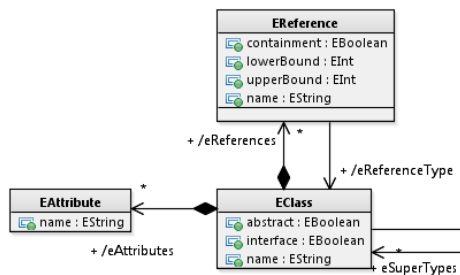 EReference
containment : EBoolean
lowerBound : EInt
upperBound : EInt
name : EString
+ /eReferences
*
+ /eReferenceType
EAttribute
name : EString
*
+ /eAttributes
EClass
abstract : EBoolean
interface : EBoolean
name : EString
*
+ eSuperTypes